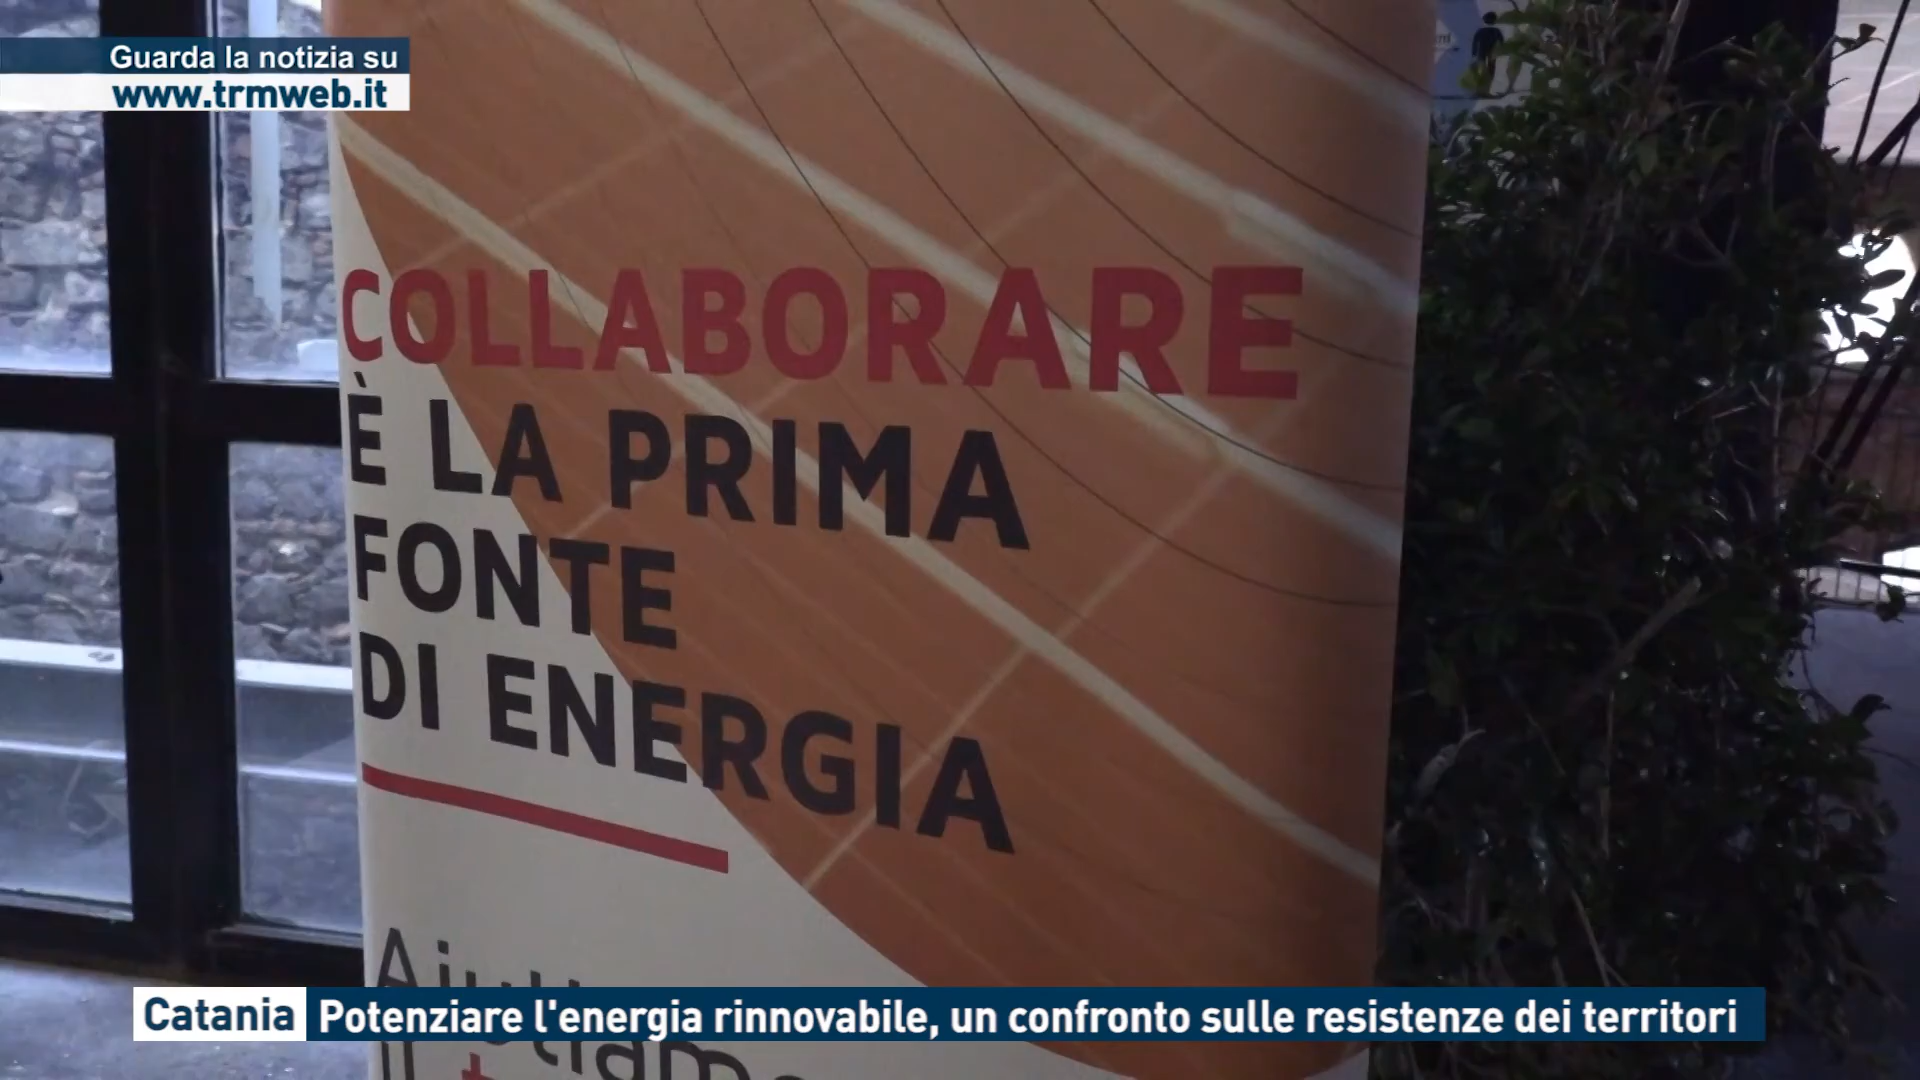 Guarda la notizia su
www.trmweb.it
COLLABORARE
È LA PRIMA
FONTE
DI ENERGIA
Catania Potenziare l'energia rinnovabile, un confronto sulle resistenze dei territori